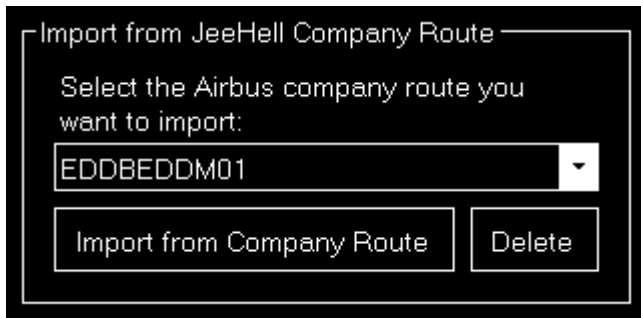 Import from JeeHell Company Route
Select the Airbus company route you
want to import:
EDDBEDDM01
Import from Company Route
Delete